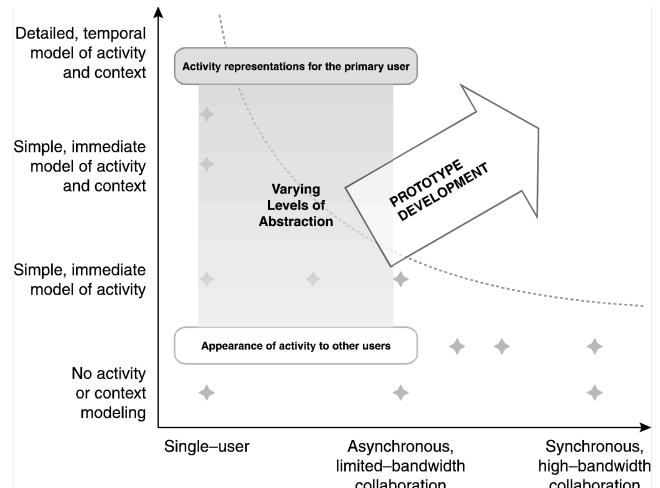 Detailed, temporal
model of activity
and context
Activity representations for the primary user
Simple, immediate
model of activity
and context
Varying
Levels of
Abstraction
PROTOTYPE
DEVELOPMENT
Simple, immediate
model of activity
Appearance of activity to other users
No activity
or context
modeling
Single–user
Asynchronous,
limited–bandwidth
collaboration
Synchronous,
high–bandwidth
collaboration